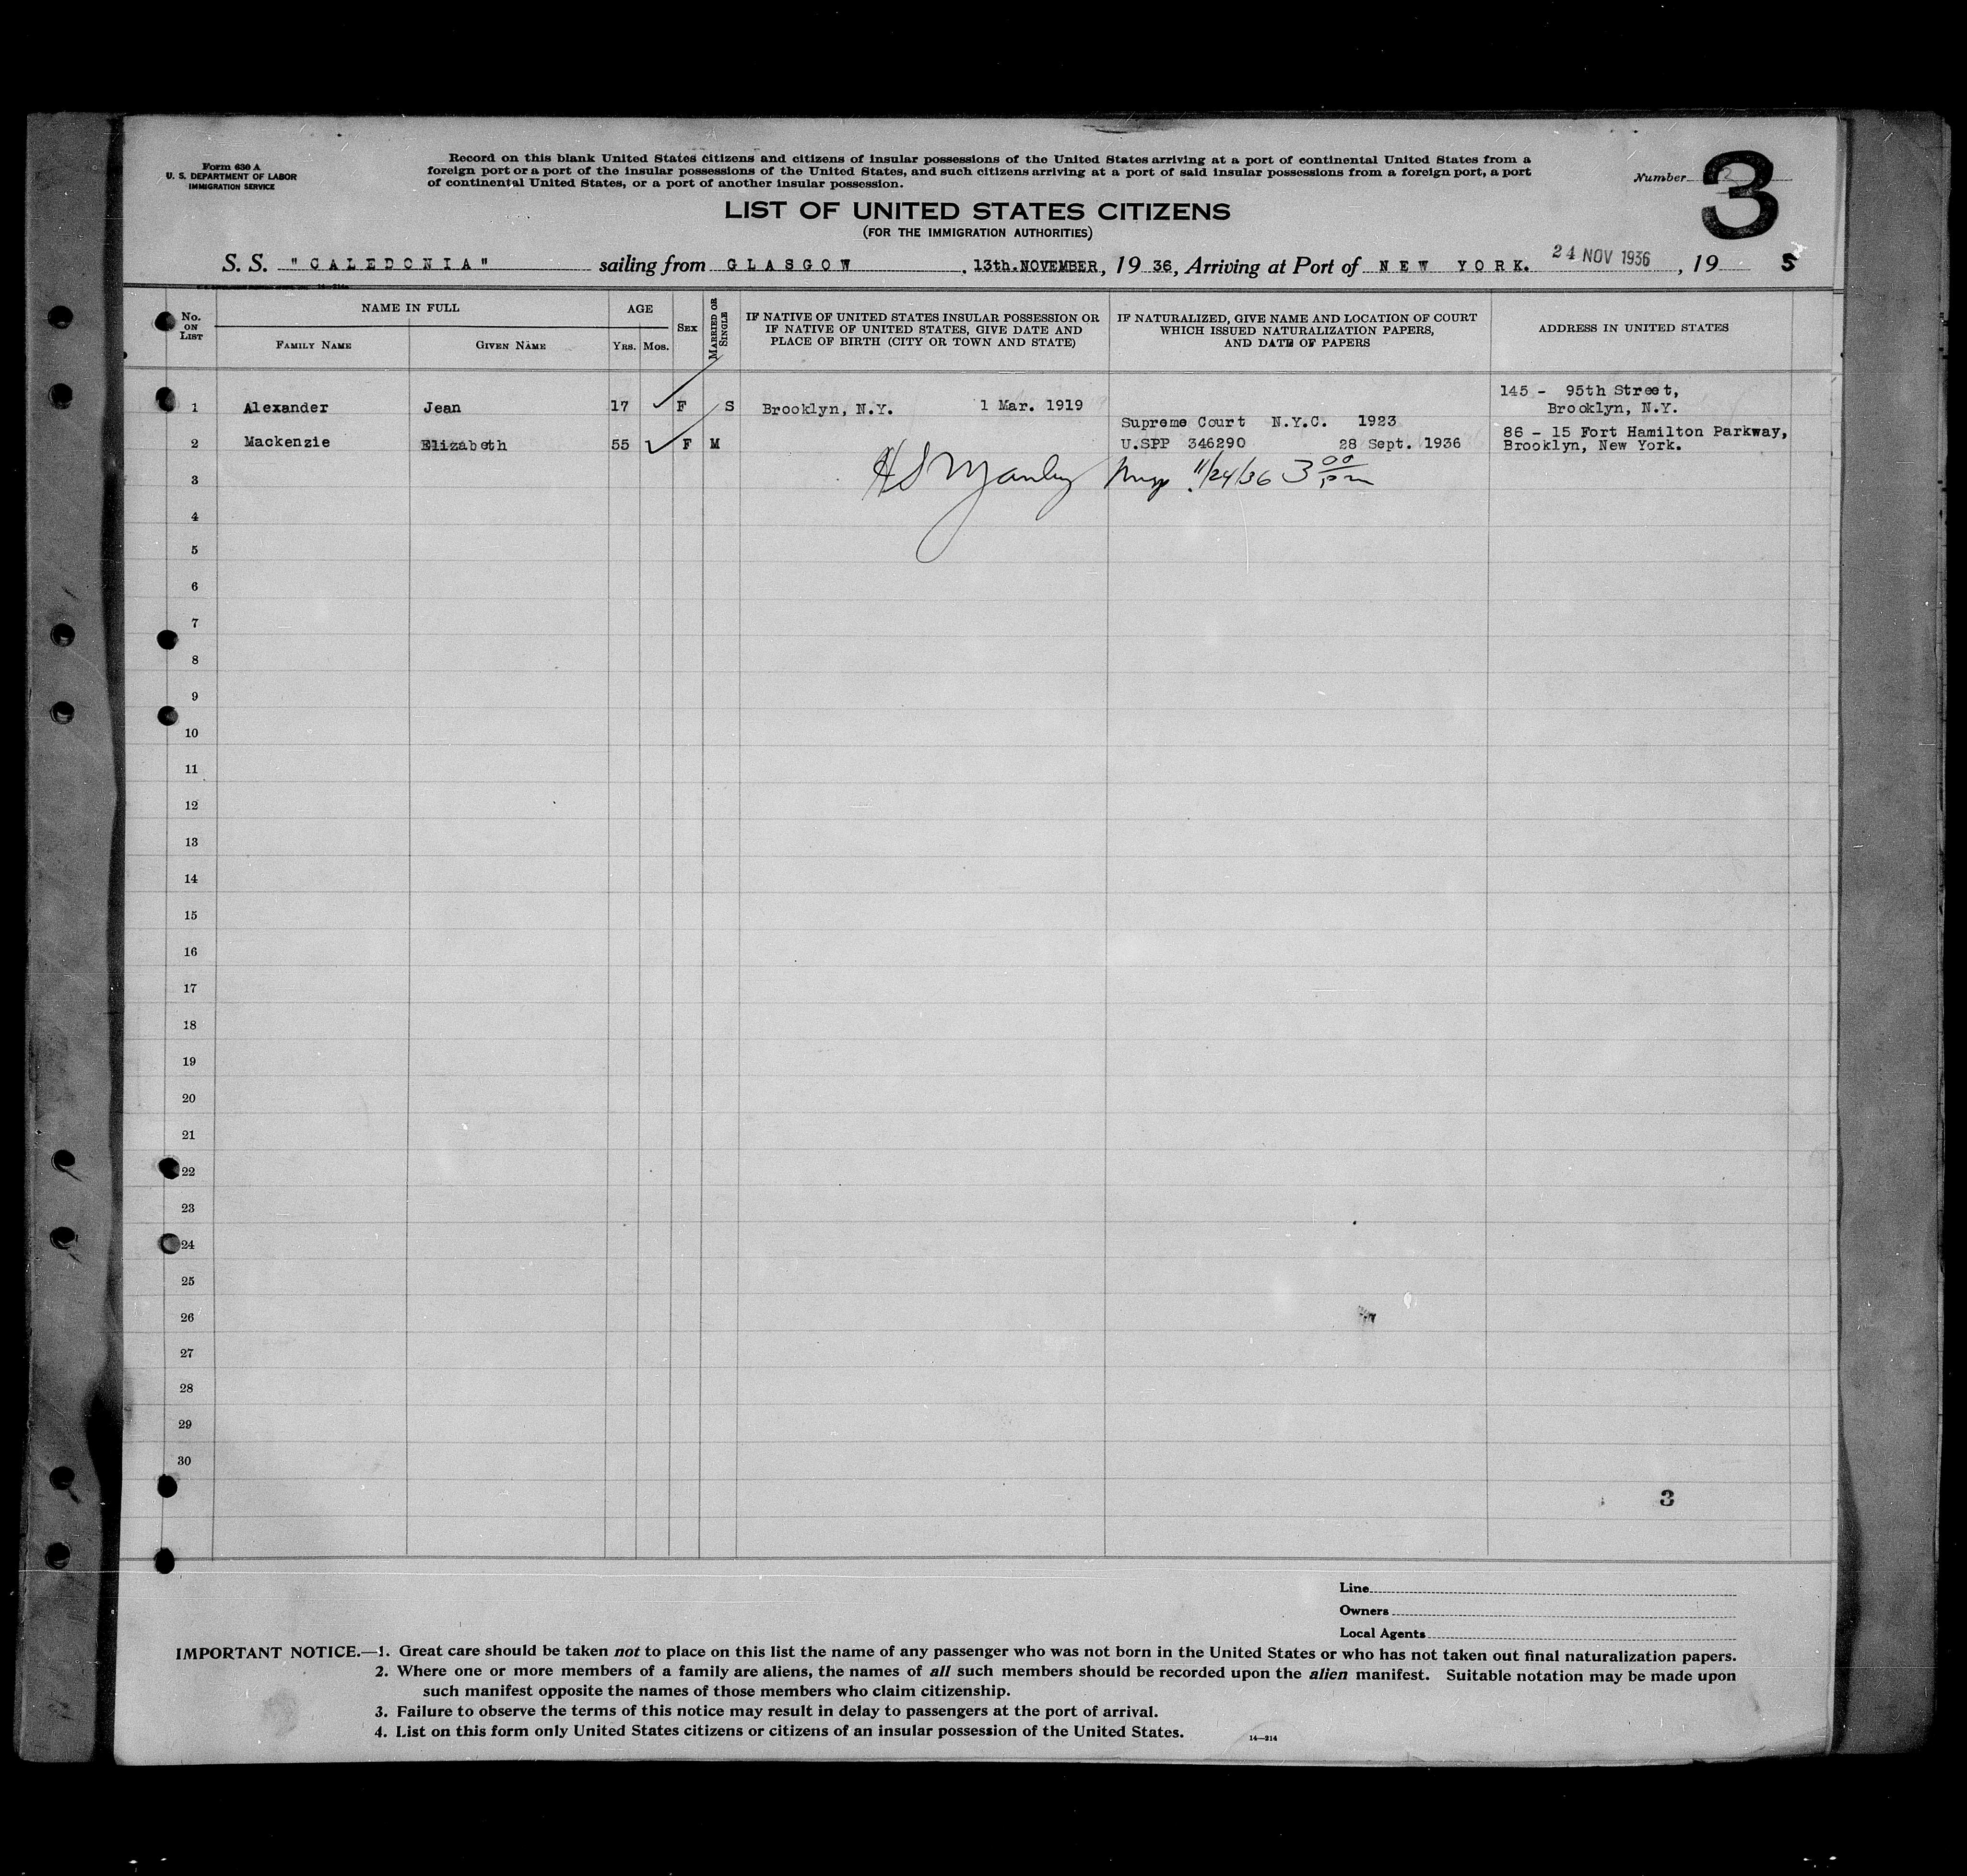 Form 630 A
U. S. DEPARTMENT OF LABOR
IMMIGRATION SERVICE
Record on this blank United States citizens and citizens of insular possessions of the United States arriving at a port of continental United States from a
foreign port or a port of the insular possessions of the United States, and such citizens arriving at a port of said insular possessions from a foreign port, a port
of continental United States, or a port of another insular possession.
Number 3
LIST OF UNITED STATES CITIZENS
(FOR THE IMMIGRATION AUTHORITIES)
S. S. "CALEDONIA" sailing from GLASGOW, 13th.NOVEMBER, 19 36, Arriving at Port of NEW YORK. 24 NOV 1936, 19 S
No. ON LIST
NAME IN FULL
FAMILY NAME
GIVEN NAME
AGE
YRS. MOS.
SEX
MARRIED OR SINGLE
IF NATIVE OF UNITED STATES INSULAR POSSESSION OR
IF NATIVE OF UNITED STATES, GIVE DATE AND
PLACE OF BIRTH (CITY OR TOWN AND STATE)
IF NATURALIZED, GIVE NAME AND LOCATION OF COURT
WHICH ISSUED NATURALIZATION PAPERS,
AND DATE OF PAPERS
ADDRESS IN UNITED STATES
145 - 95th Street,
1 Alexander Jean 17 F S Brooklyn, N.Y. 1 Mar. 1919 Brooklyn, N.Y.
Supreme Court N.Y.C. 1923 86 - 15 Fort Hamilton Parkway,
2 Mackenzie Elizabeth 55 F M U.SPP 346290 28 Sept. 1936 Brooklyn, New York.
3 H S Manley 11/24/36 3 00 pm
4
5
6
7
8
9
10
11
12
13
14
15
16
17
18
19
20
21
22
23
24
25
26
27
28
29
30
3
Line
Owners
Local Agents
IMPORTANT NOTICE.—1. Great care should be taken not to place on this list the name of any passenger who was not born in the United States or who has not taken out final naturalization papers.
2. Where one or more members of a family are aliens, the names of all such members should be recorded upon the alien manifest. Suitable notation may be made upon
such manifest opposite the names of those members who claim citizenship.
3. Failure to observe the terms of this notice may result in delay to passengers at the port of arrival.
4. List on this form only United States citizens or citizens of an insular possession of the United States.
14—214